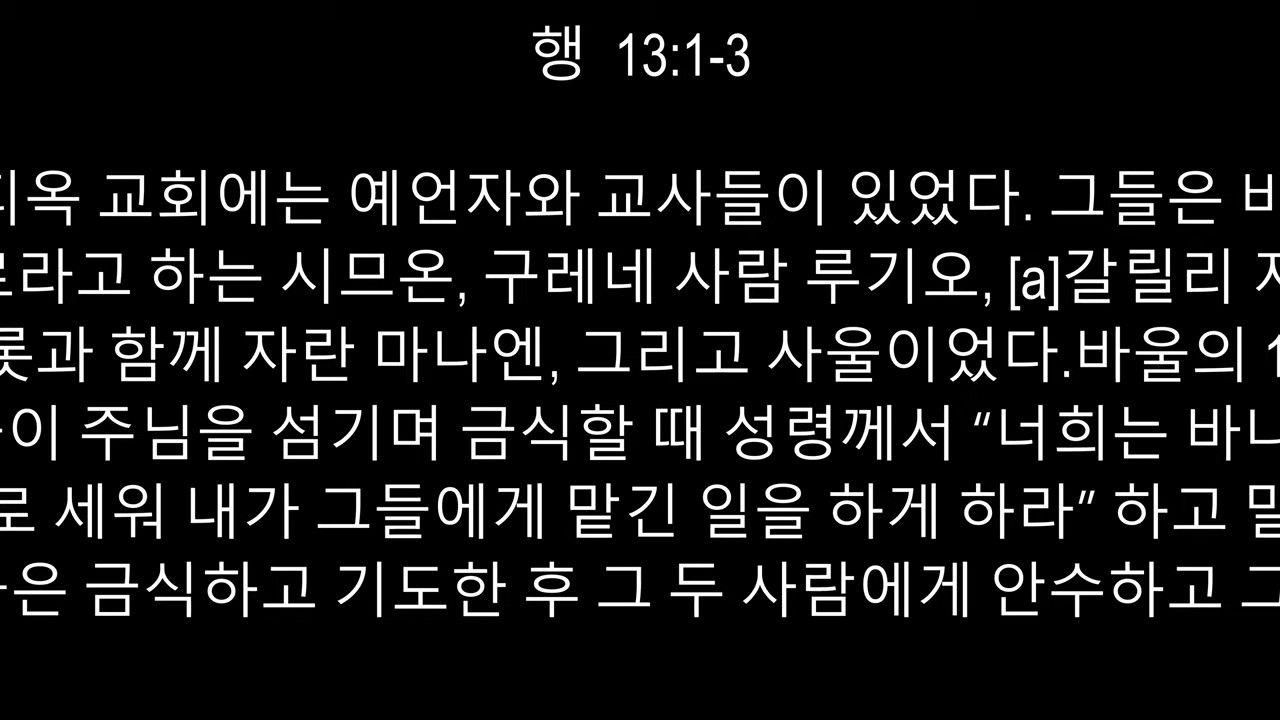 행 13:1-3
디옥 교회에는 예언자와 교사들이 있었다. 그들은
로라고 하는 시므온, 구레네 사람 루기오, [a]갈릴리
롯과 함께 자란 마나엔, 그리고 사울이었다.바울의 1
이 주님을 섬기며 금식할 때 성령께서 “너희는 바나
로 세워 내가 그들에게 맡긴 일을 하게 하라” 하고
은 금식하고 기도한 후 그 두 사람에게 안수하고 그